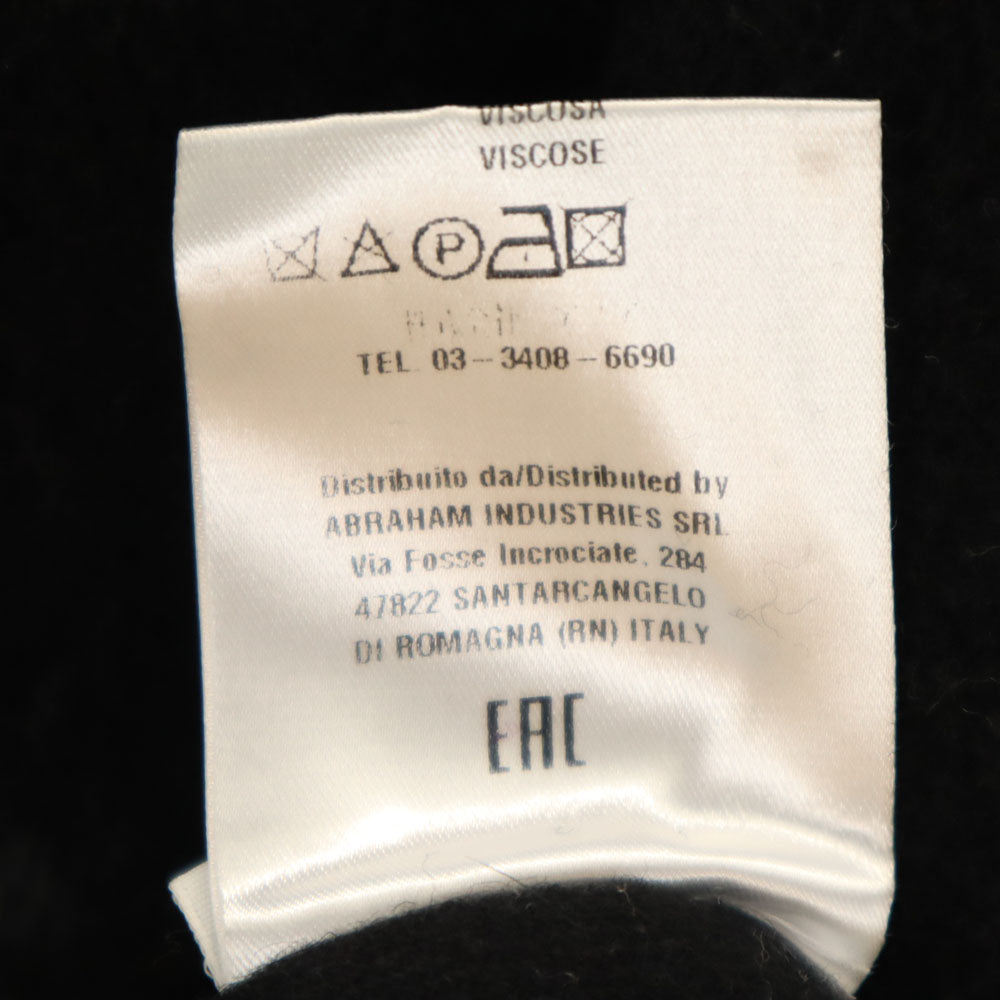 VISCOSA
VISCOSE
P
TEL 03-3408-6690
Distribuito da/Distributed by
ABRAHAM INDUSTRIES SRL
Via Fosse Incrociate, 284
47822 SANTARCANGELO
DI ROMAGNA (RN) ITALY
EAC